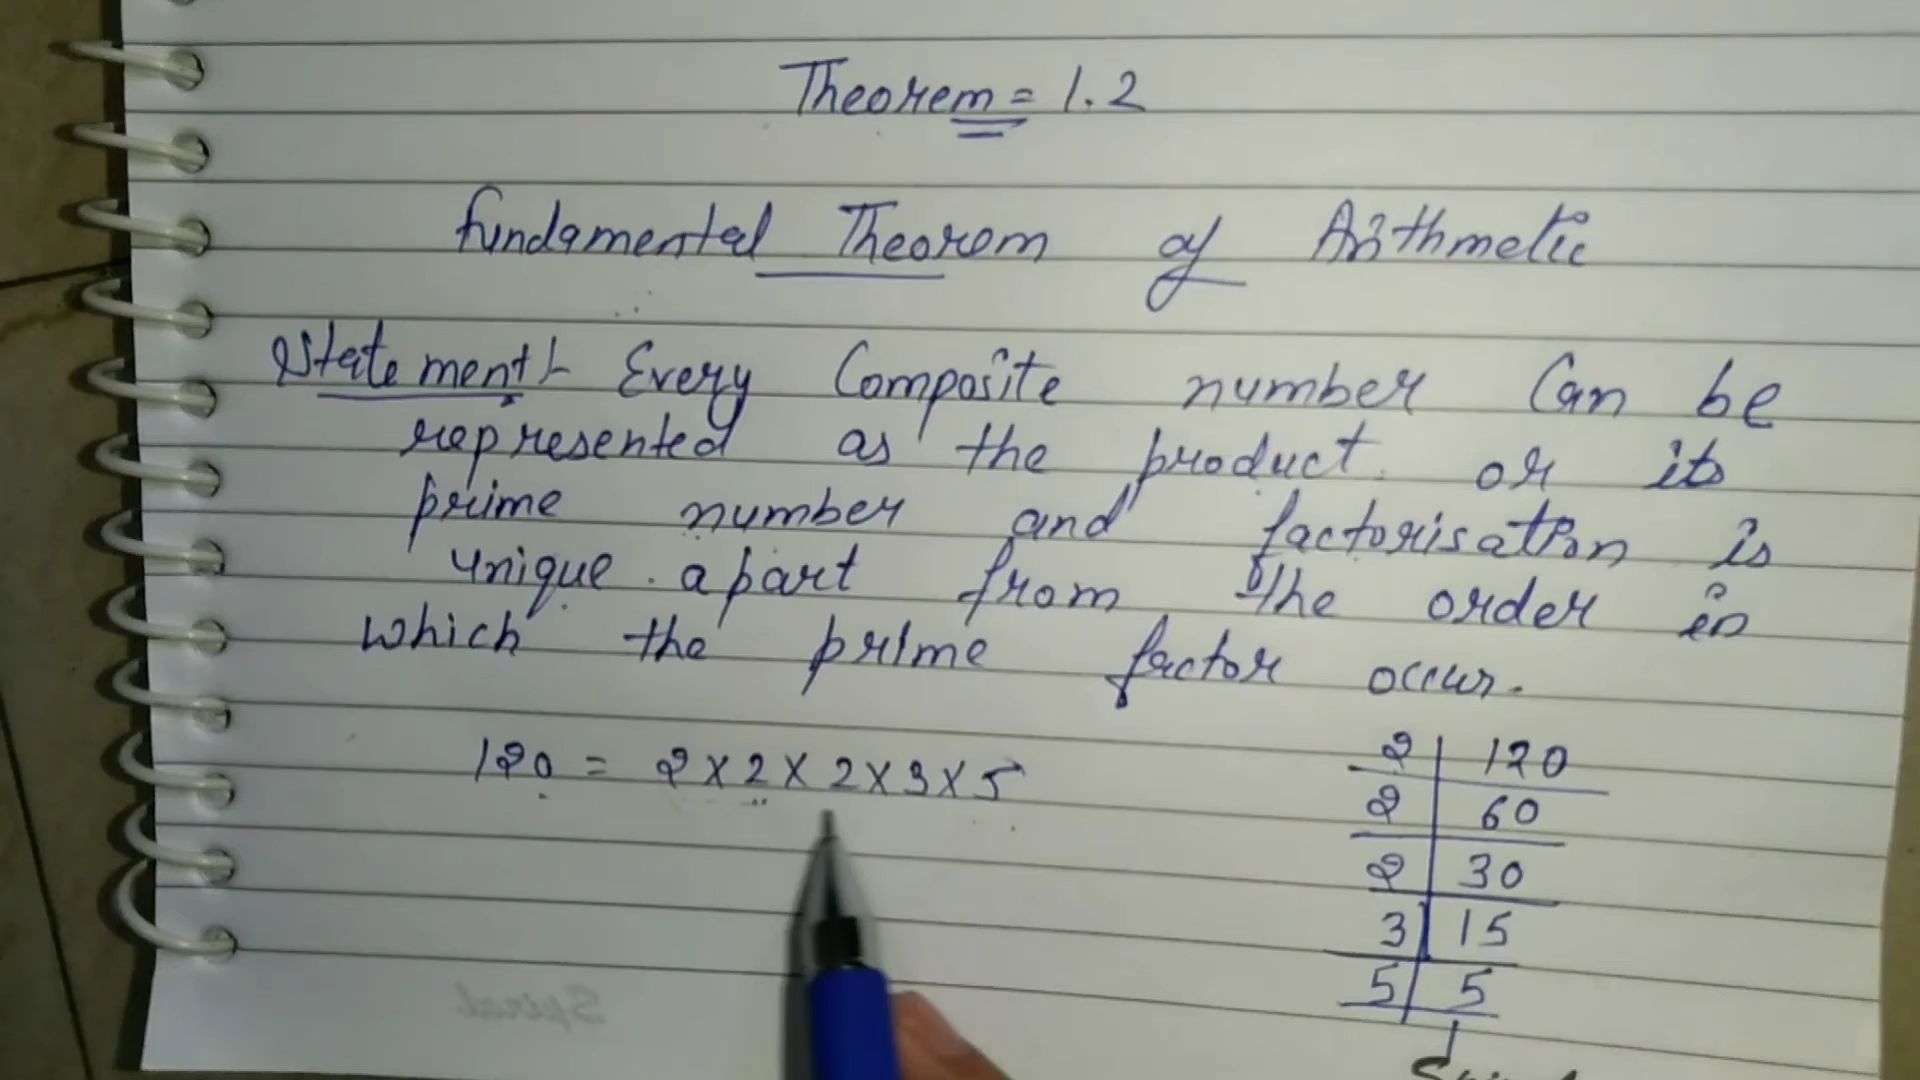 Theorem = 1.2
Fundamental Theorem of Arithmetic
Statement:- Every Composite number Can be
represented as the product or its
prime number and factorisation is
unique apart from the order in
which the prime factor occur.
120 = 2 × 2 × 2 × 3 × 5
2 | 120
2 | 60
2 | 30
3 | 15
5 | 5
1
Spiral